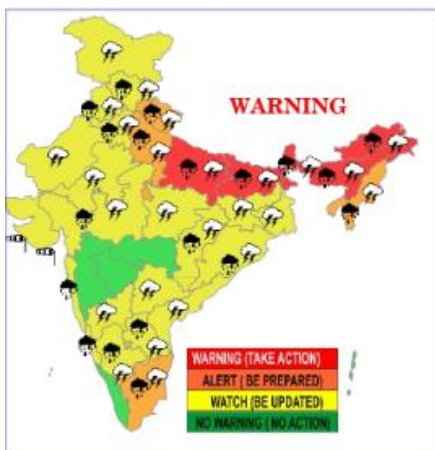 WARNING
WARNING (TAKE ACTION)
ALERT ( BE PREPARED)
WATCH (BE UPDATED)
NO WARNING ( NO ACTION)